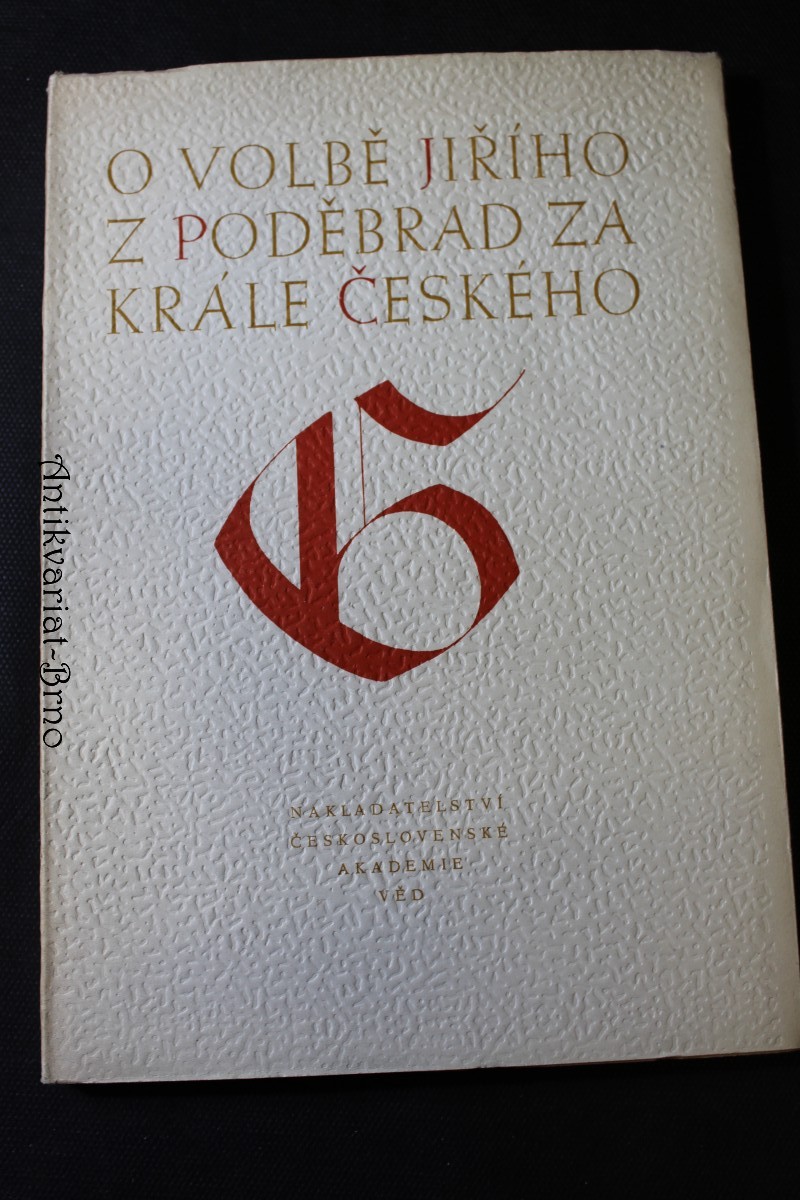 O VOLBĚ JIŘÍHO
Z PODĚBRAD ZA
KRÁLE ČESKÉHO
G
NAKLADATELSTVÍ
ČESKOSLOVENSKÉ
AKADEMIE
VĚD
Antikvariat-Brno